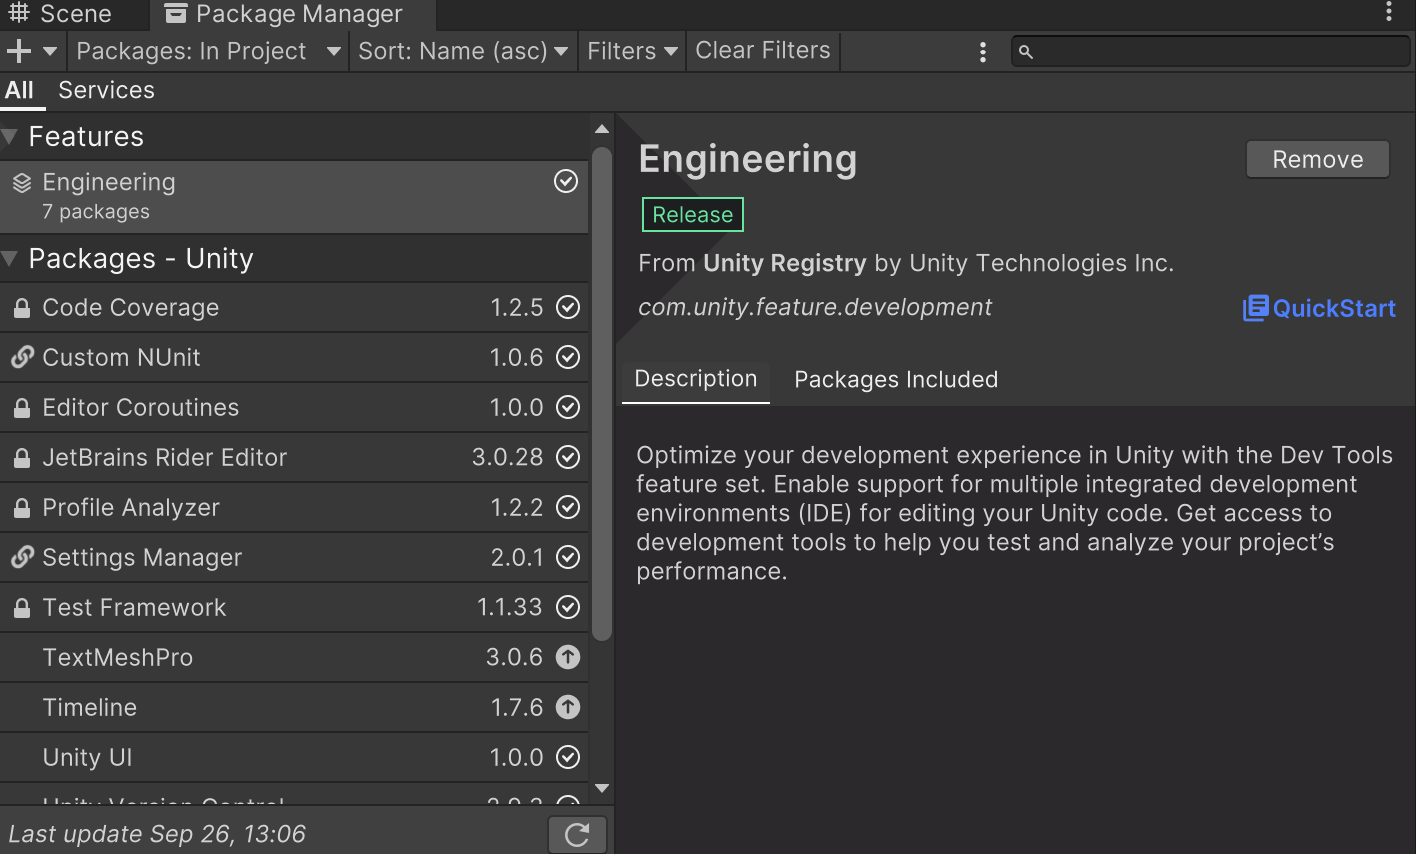 Scene
Package Manager
Packages: In Project
Sort: Name (asc)
Filters
Clear Filters
All
Services
Features
Engineering
7 packages
Packages - Unity
Code Coverage 1.2.5
Custom NUnit 1.0.6
Editor Coroutines 1.0.0
JetBrains Rider Editor 3.0.28
Profile Analyzer 1.2.2
Settings Manager 2.0.1
Test Framework 1.1.33
TextMeshPro 3.0.6
Timeline 1.7.6
Unity UI 1.0.0
Unity Version Control
Last update Sep 26, 13:06
Engineering
Remove
Release
From Unity Registry by Unity Technologies Inc.
com.unity.feature.development
QuickStart
Description
Packages Included
Optimize your development experience in Unity with the Dev Tools
feature set. Enable support for multiple integrated development
environments (IDE) for editing your Unity code. Get access to
development tools to help you test and analyze your project’s
performance.